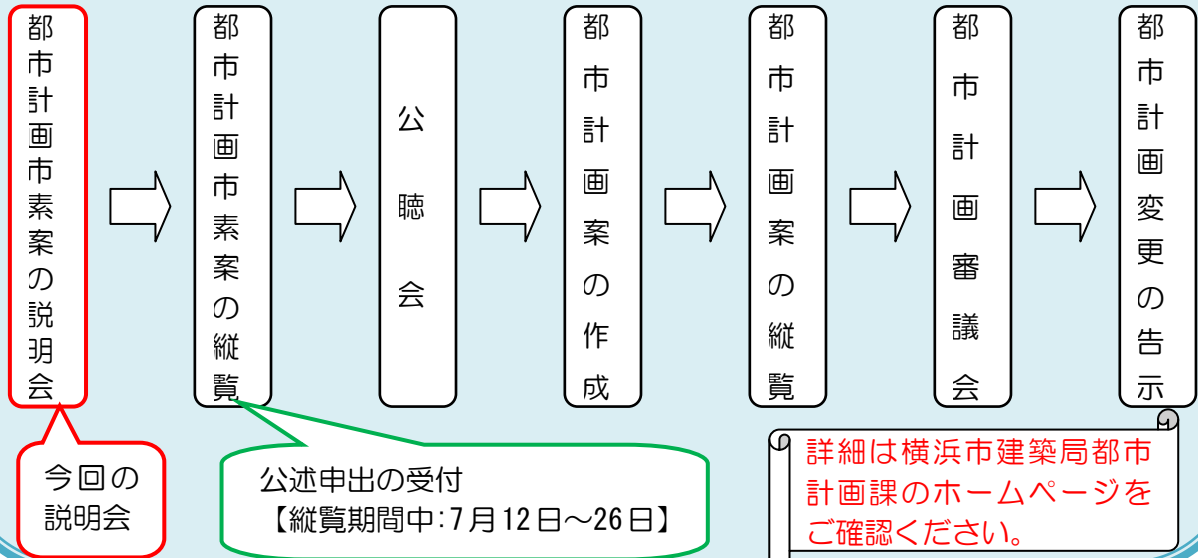 都市計画市素案の説明会
都市計画市素案の縦覧
公聴会
都市計画案の作成
都市計画案の縦覧
都市計画審議会
都市計画変更の告示
今回の
説明会
公述申出の受付
【縦覧期間中:7月12日～26日】
詳細は横浜市建築局都市
計画課のホームページを
ご確認ください。